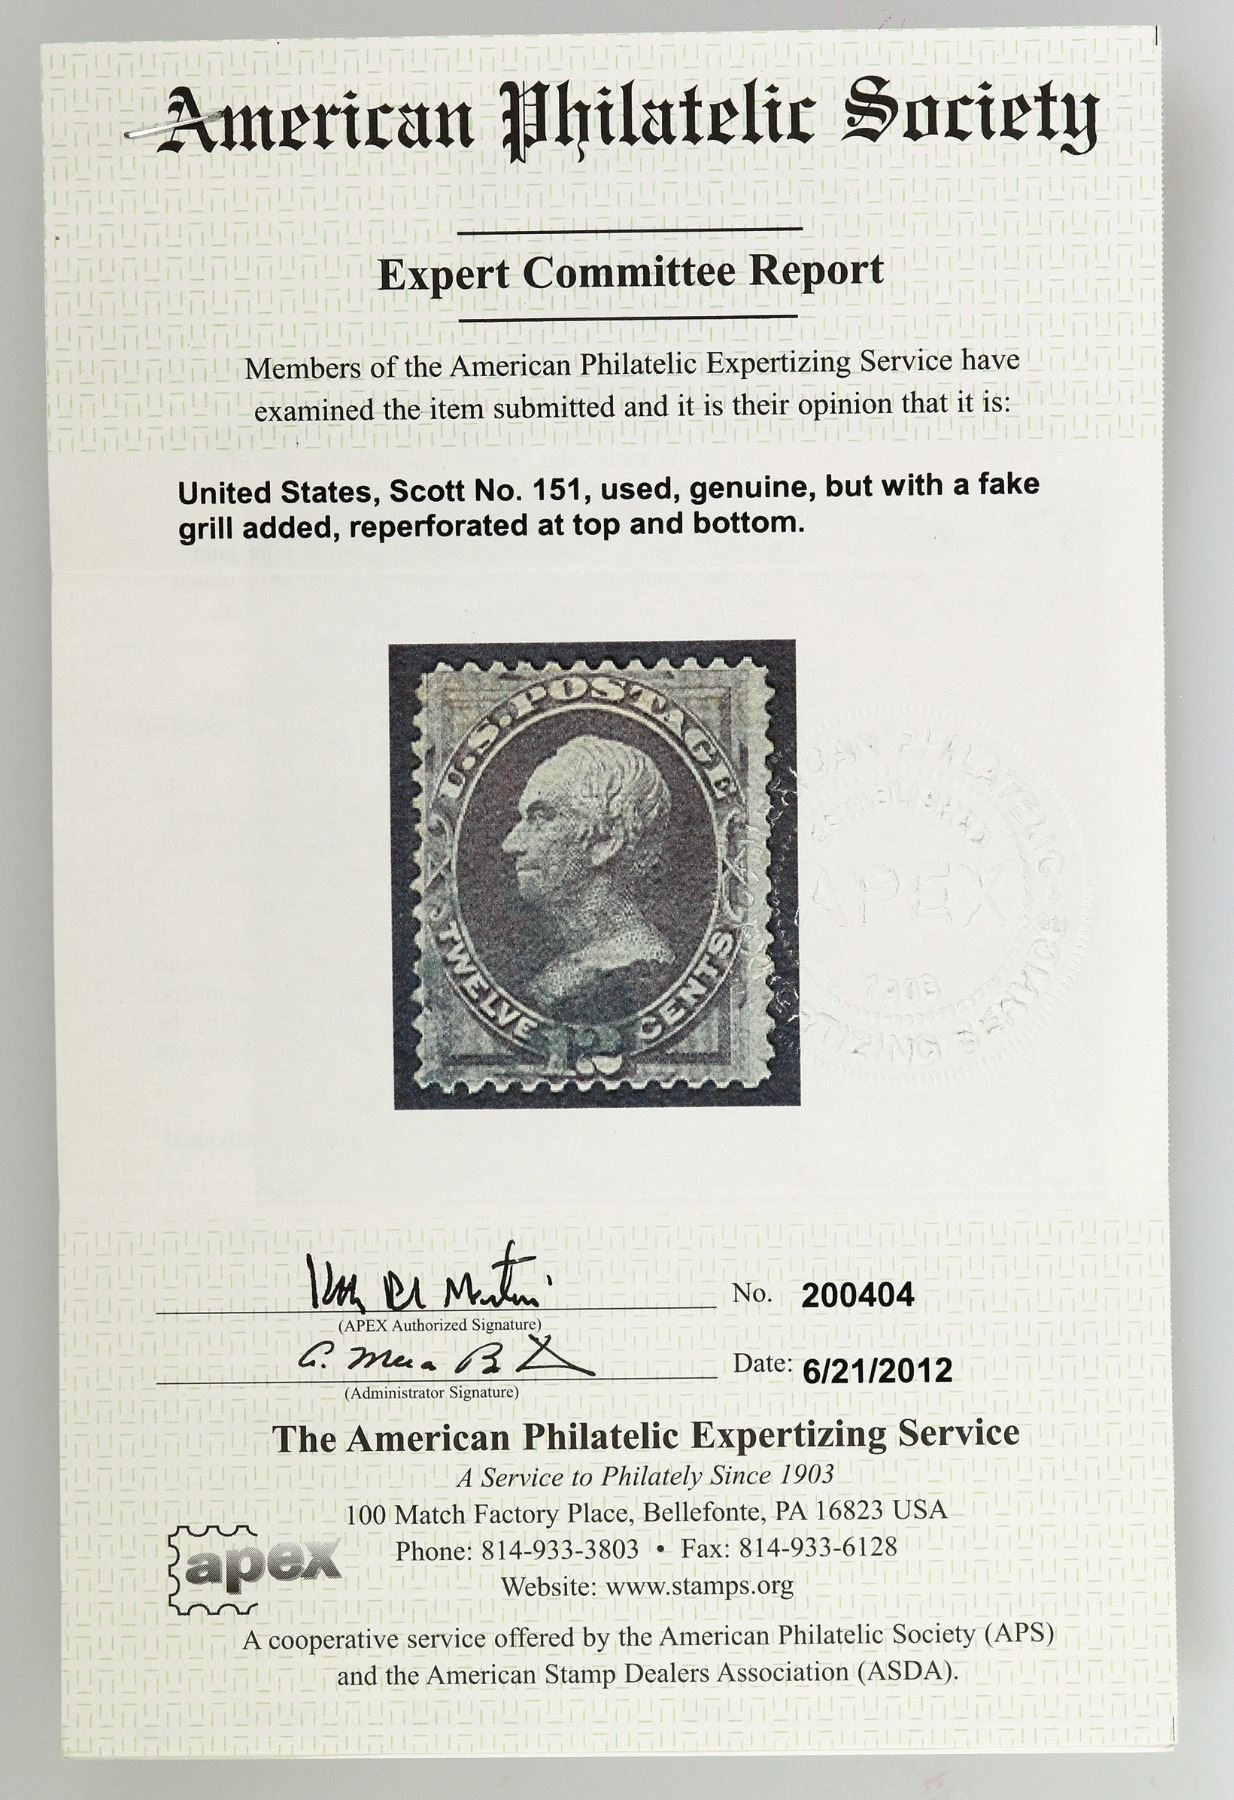 American Philatelic Society
Expert Committee Report
Members of the American Philatelic Expertizing Service have
examined the item submitted and it is their opinion that it is:
United States, Scott No. 151, used, genuine, but with a fake
grill added, reperforated at top and bottom.
U.S. POSTAGE
TWELVE 12 CENTS
APEX
No. 200404
(APEX Authorized Signature)
Date: 6/21/2012
(Administrator Signature)
The American Philatelic Expertizing Service
A Service to Philately Since 1903
100 Match Factory Place, Bellefonte, PA 16823 USA
Phone: 814-933-3803 • Fax: 814-933-6128
Website: www.stamps.org
apex
A cooperative service offered by the American Philatelic Society (APS)
and the American Stamp Dealers Association (ASDA).